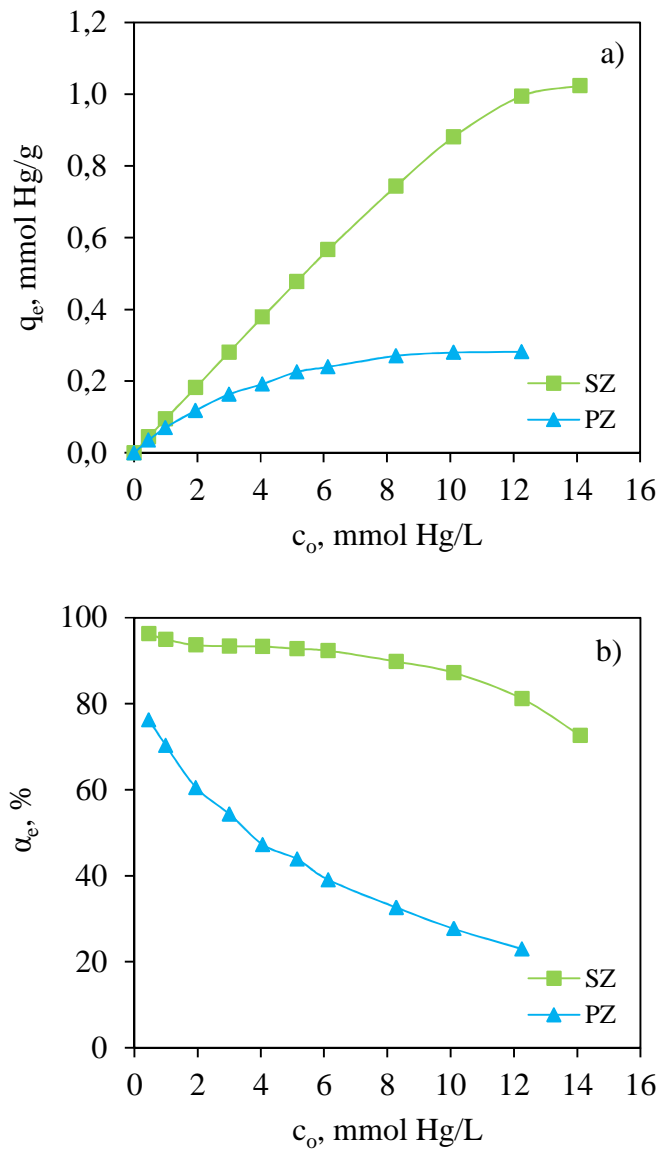 a)
1,2
1,0
0,8
0,6
0,4
0,2
0,0
qe, mmol Hg/g
SZ
PZ
0 2 4 6 8 10 12 14 16
co, mmol Hg/L
b)
100
80
60
40
20
0
αe, %
SZ
PZ
0 2 4 6 8 10 12 14 16
co, mmol Hg/L